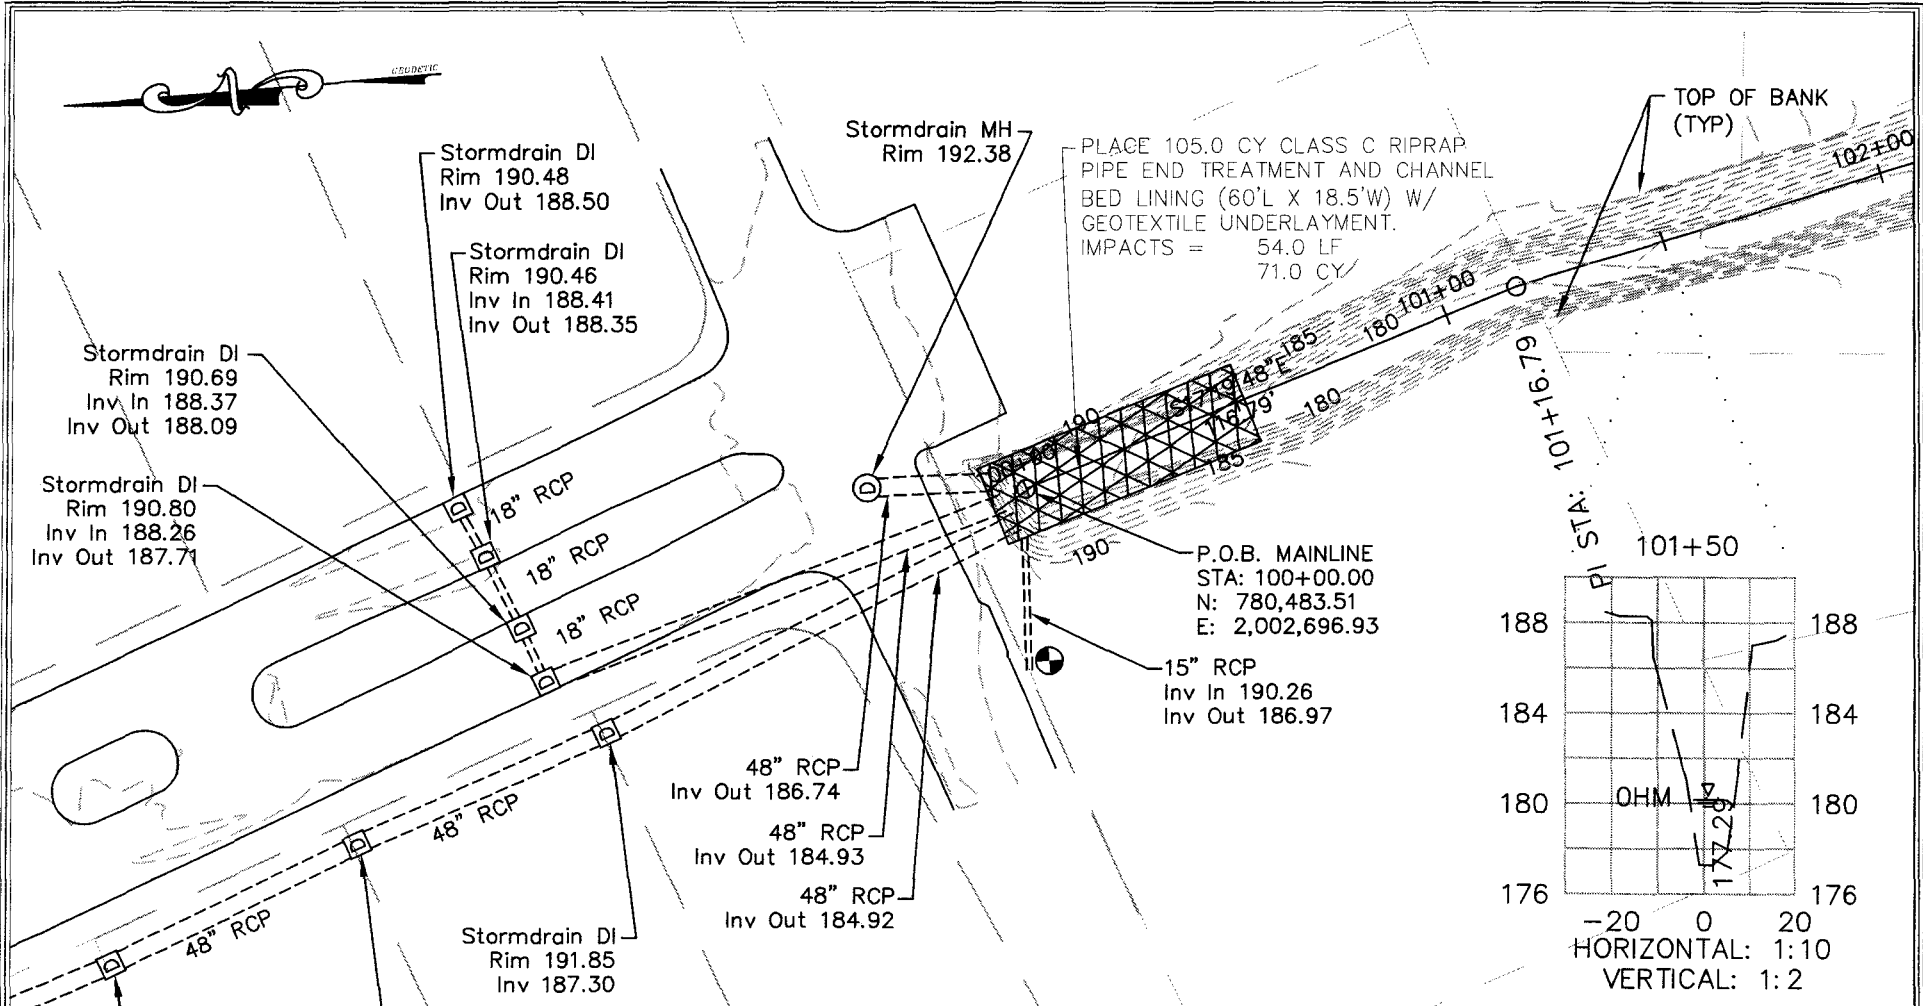 GEODETIC
TOP OF BANK
(TYP)
Stormdrain MH
Rim 192.38
PLACE 105.0 CY CLASS C RIPRAP
PIPE END TREATMENT AND CHANNEL
BED LINING (60'L X 18.5'W) W/
GEOTEXTILE UNDERLAYMENT.
IMPACTS = 54.0 LF
71.0 CY
102+00
Stormdrain DI
Rim 190.48
Inv Out 188.50
Stormdrain DI
Rim 190.46
Inv In 188.41
Inv Out 188.35
Stormdrain DI
Rim 190.69
Inv In 188.37
Inv Out 188.09
Stormdrain DI
Rim 190.80
Inv In 188.26
Inv Out 187.71
101+00
185
180
180
185
190
190
116.79'
100+00
PI STA: 101+16.79
18" RCP
18" RCP
18" RCP
P.O.B. MAINLINE
STA: 100+00.00
N: 780,483.51
E: 2,002,696.93
15" RCP
Inv In 190.26
Inv Out 186.97
48" RCP
Inv Out 186.74
48" RCP
Inv Out 184.93
48" RCP
Inv Out 184.92
48" RCP
48" RCP
Stormdrain DI
Rim 191.85
Inv 187.30
101+50
188 188
184 184
180 OHM 180
177.29
176 176
-20 0 20
HORIZONTAL: 1:10
VERTICAL: 1:2